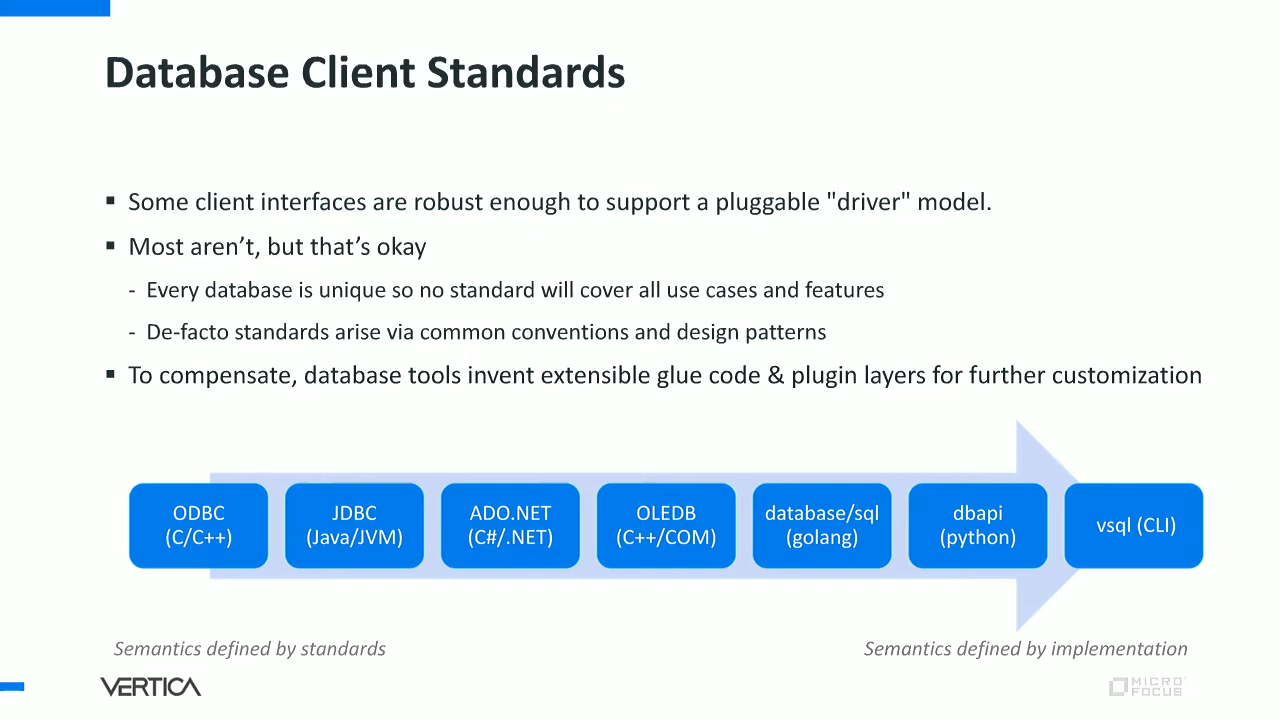 Database Client Standards
▪ Some client interfaces are robust enough to support a pluggable "driver" model.
▪ Most aren’t, but that’s okay
- Every database is unique so no standard will cover all use cases and features
- De-facto standards arise via common conventions and design patterns
▪ To compensate, database tools invent extensible glue code & plugin layers for further customization
ODBC
(C/C++)
JDBC
(Java/JVM)
ADO.NET
(C#/.NET)
OLEDB
(C++/COM)
database/sql
(golang)
dbapi
(python)
vsql (CLI)
Semantics defined by standards
Semantics defined by implementation
VERTICA
MICRO
FOCUS